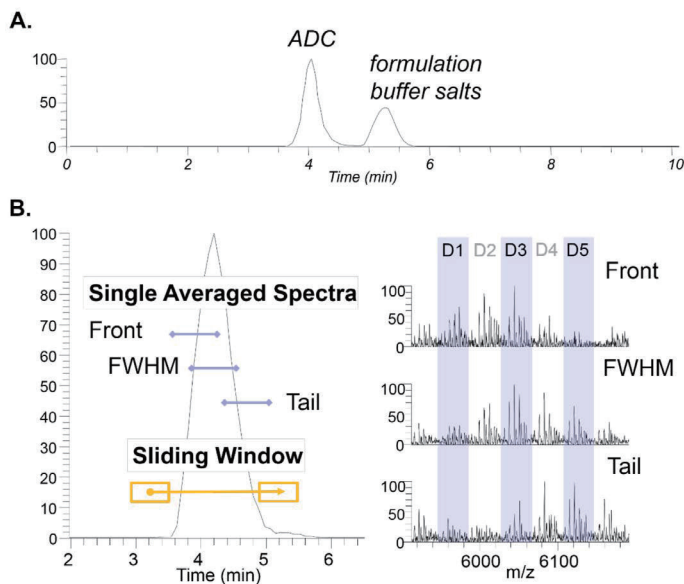 A.
ADC
formulation
buffer salts
100
50
0
0 2 4 6 8 10
Time (min)
B.
100
90
80
70
60
50
40
30
20
10
0
2 3 4 5 6
Time (min)
Single Averaged Spectra
Front
FWHM
Tail
Sliding Window
D1 D2 D3 D4 D5
Front
100
50
0
FWHM
100
50
0
Tail
100
50
0
6000 6100
m/z